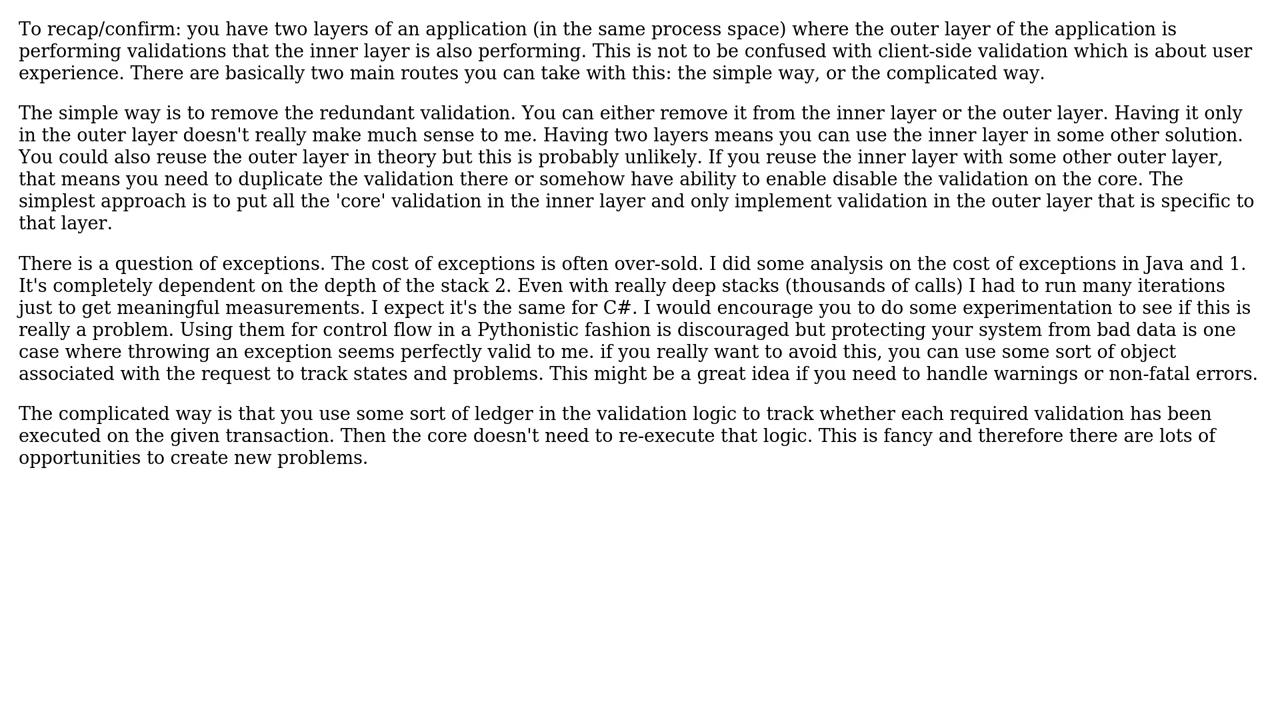 To recap/confirm: you have two layers of an application (in the same process space) where the outer layer of the application is
performing validations that the inner layer is also performing. This is not to be confused with client-side validation which is about user
experience. There are basically two main routes you can take with this: the simple way, or the complicated way.
The simple way is to remove the redundant validation. You can either remove it from the inner layer or the outer layer. Having it only
in the outer layer doesn't really make much sense to me. Having two layers means you can use the inner layer in some other solution.
You could also reuse the outer layer in theory but this is probably unlikely. If you reuse the inner layer with some other outer layer,
that means you need to duplicate the validation there or somehow have ability to enable disable the validation on the core. The
simplest approach is to put all the 'core' validation in the inner layer and only implement validation in the outer layer that is specific to
that layer.
There is a question of exceptions. The cost of exceptions is often over-sold. I did some analysis on the cost of exceptions in Java and 1.
It's completely dependent on the depth of the stack 2. Even with really deep stacks (thousands of calls) I had to run many iterations
just to get meaningful measurements. I expect it's the same for C#. I would encourage you to do some experimentation to see if this is
really a problem. Using them for control flow in a Pythonistic fashion is discouraged but protecting your system from bad data is one
case where throwing an exception seems perfectly valid to me. if you really want to avoid this, you can use some sort of object
associated with the request to track states and problems. This might be a great idea if you need to handle warnings or non-fatal errors.
The complicated way is that you use some sort of ledger in the validation logic to track whether each required validation has been
executed on the given transaction. Then the core doesn't need to re-execute that logic. This is fancy and therefore there are lots of
opportunities to create new problems.